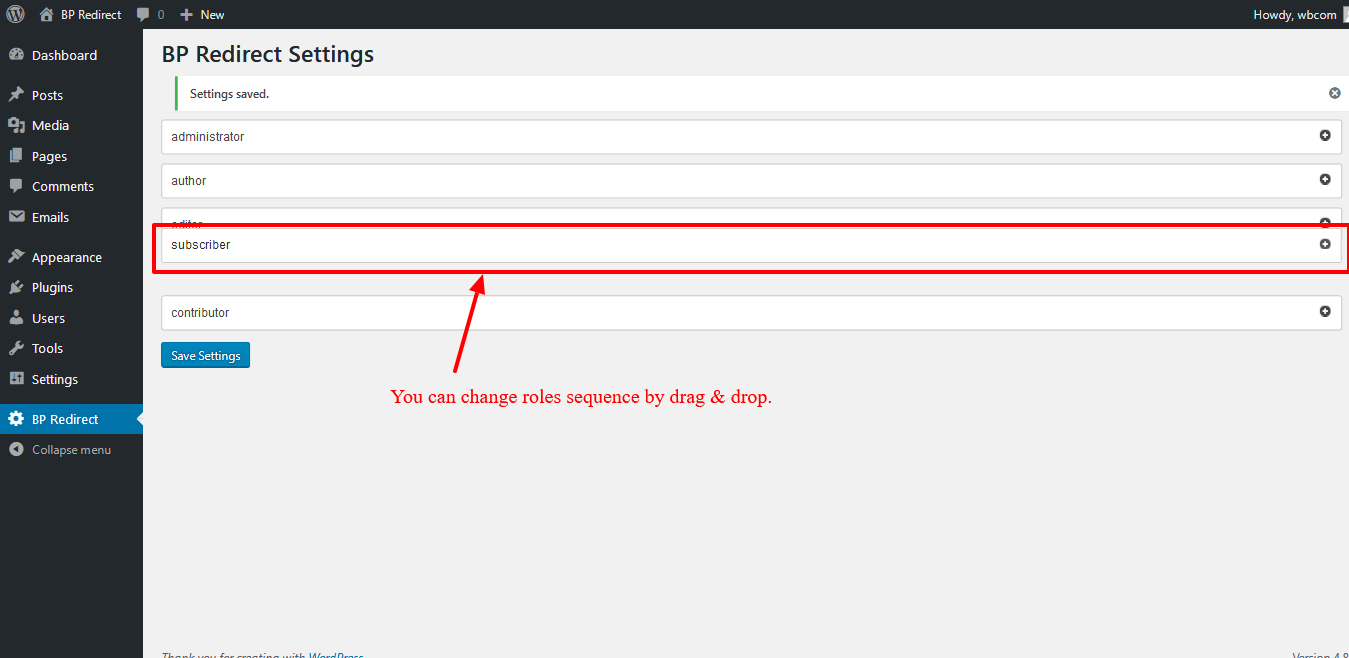 BP Redirect 0 New Howdy, wbcom
Dashboard
Posts
Media
Pages
Comments
Emails
Appearance
Plugins
Users
Tools
Settings
BP Redirect
Collapse menu
BP Redirect Settings
Settings saved.
administrator
author
editor
subscriber
contributor
Save Settings
You can change roles sequence by drag & drop.
Thank you for creating with WordPress
Version 4.8